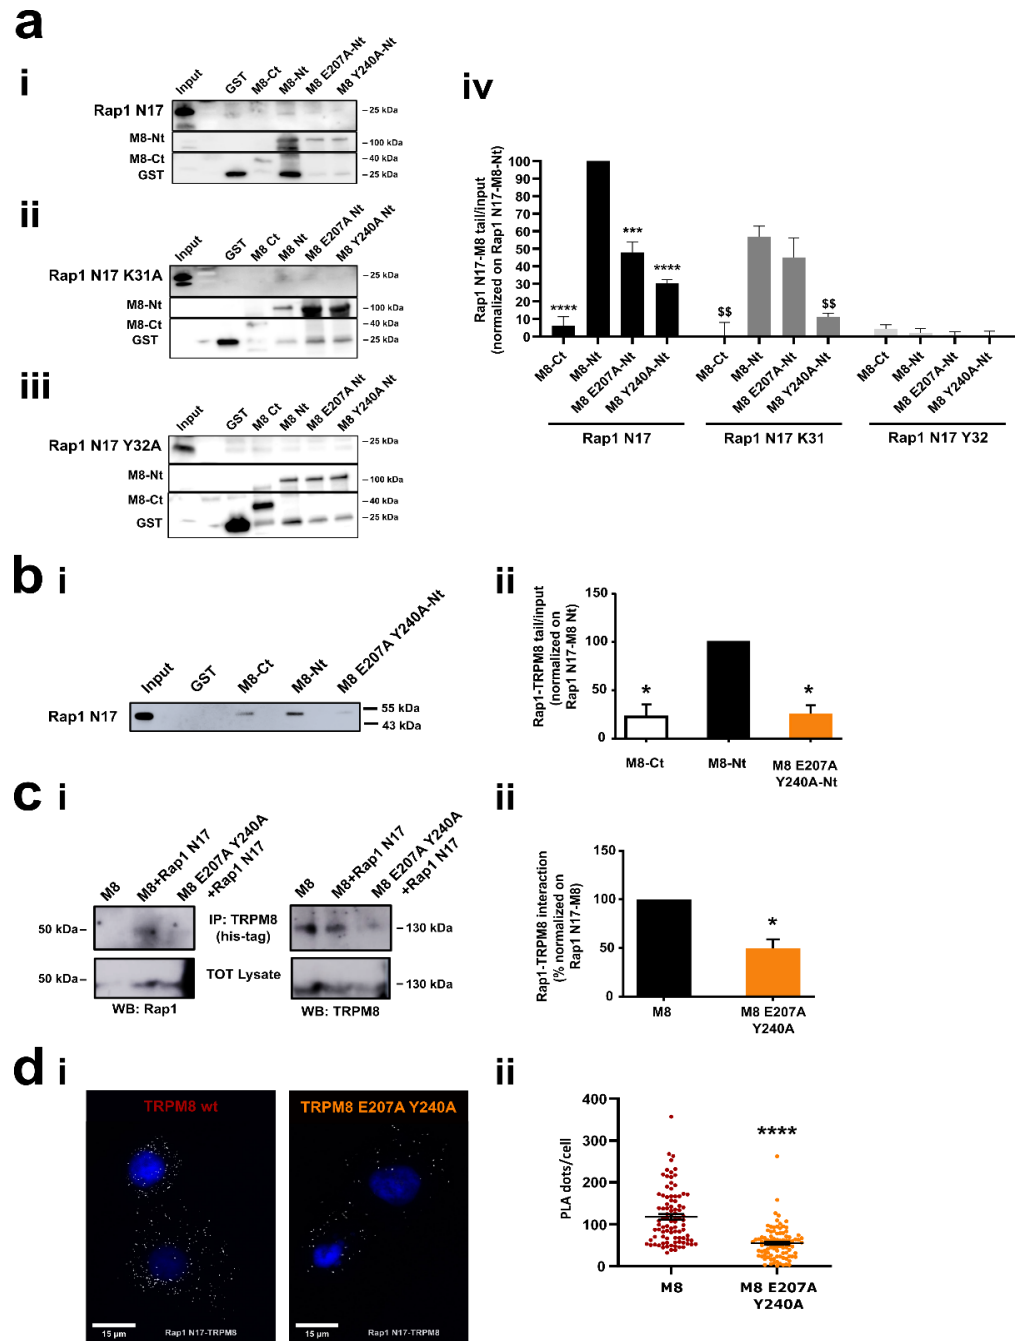 a
i
Input
GST
M8-Ct
M8-Nt
M8 E207A-Nt
M8 Y240A-Nt
Rap1 N17
25 kDa
M8-Nt
100 kDa
M8-Ct
40 kDa
GST
25 kDa
ii
Input
GST
M8 Ct
M8 Nt
M8 E207A Nt
M8 Y240A Nt
Rap1 N17 K31A
25 kDa
M8-Nt
100 kDa
M8-Ct
40 kDa
GST
25 kDa
iii
Input
GST
M8 Ct
M8 Nt
M8 E207A Nt
M8 Y240A Nt
Rap1 N17 Y32A
25 kDa
M8-Nt
100 kDa
M8-Ct
40 kDa
GST
25 kDa
iv
Rap1 N17-M8 tail/input
(normalized on Rap1 N17-M8-Nt)
100
90
80
70
60
50
40
30
20
10
0
****
***
****
$$
$$
M8-Ct
M8-Nt
M8 E207A-Nt
M8 Y240A-Nt
M8-Ct
M8-Nt
M8 E207A-Nt
M8 Y240A-Nt
M8-Ct
M8-Nt
M8 E207A-Nt
M8 Y240A-Nt
Rap1 N17
Rap1 N17 K31
Rap1 N17 Y32
b
i
Input
GST
M8-Ct
M8-Nt
M8 E207A Y240A-Nt
Rap1 N17
55 kDa
43 kDa
ii
Rap1-TRPM8 tail/input
(normalized on
Rap1 N17-M8 Nt)
150
100
50
0
*
*
M8-Ct
M8-Nt
M8 E207A
Y240A-Nt
c
i
M8
M8+Rap1 N17
M8 E207A Y240A
+Rap1 N17
M8
M8+Rap1 N17
M8 E207A Y240A
+Rap1 N17
50 kDa
IP: TRPM8
(his-tag)
130 kDa
50 kDa
TOT Lysate
130 kDa
WB: Rap1
WB: TRPM8
ii
Rap1-TRPM8 interaction
(% normalized on
Rap1 N17-M8)
150
100
50
0
*
M8
M8 E207A
Y240A
d
i
TRPM8 wt
TRPM8 E207A Y240A
15 µm
Rap1 N17-TRPM8
15 µm
Rap1 N17-TRPM8
ii
PLA dots/cell
400
300
200
100
0
****
M8
M8 E207A
Y240A